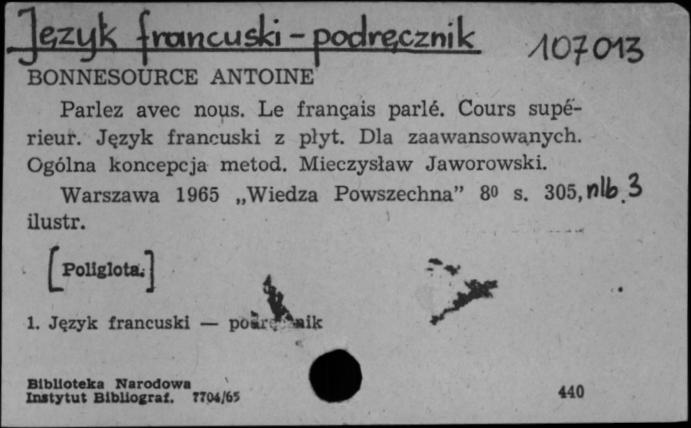 Język francuski - podręcznik 107013
BONNESOURCE ANTOINE
Parlez avec nous. Le français parlé. Cours supé-
rieur. Język francuski z płyt. Dla zaawansowanych.
Ogólna koncepcja metod. Mieczysław Jaworowski.
Warszawa 1965 „Wiedza Powszechna” 8⁰ s. 305, nlb. 3
ilustr.
[Poliglota.]
1. Język francuski — podręcznik
Biblioteka Narodowa
Instytut Bibliograf. 7704/65 440